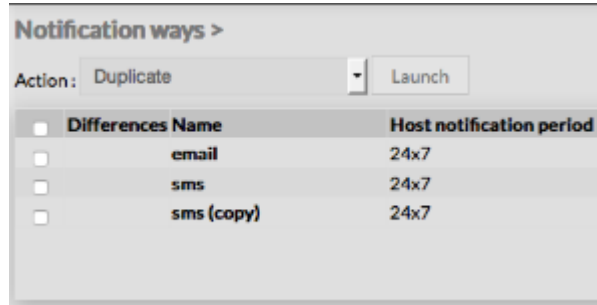 Notification ways >
Action: Duplicate Launch
Differences Name Host notification period
email 24x7
sms 24x7
sms (copy) 24x7